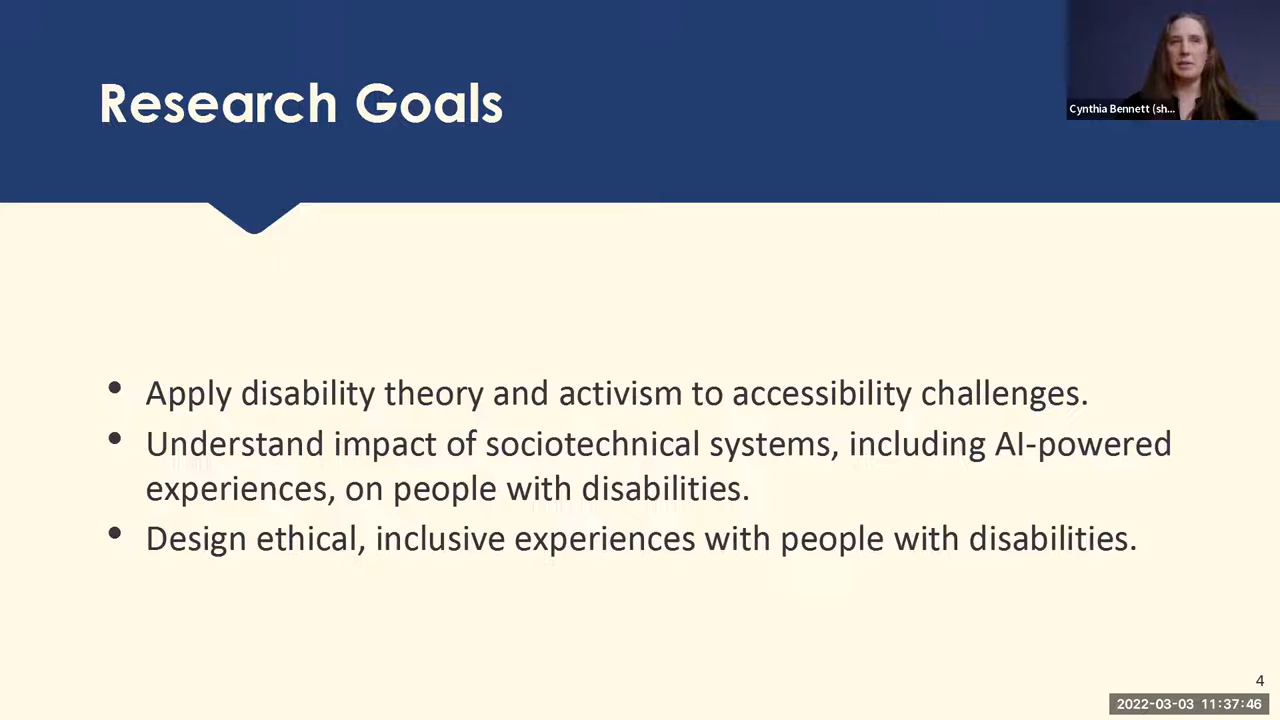 Research Goals
Cynthia Bennett (sh...
• Apply disability theory and activism to accessibility challenges.
• Understand impact of sociotechnical systems, including AI-powered
experiences, on people with disabilities.
• Design ethical, inclusive experiences with people with disabilities.
4
2022-03-03 11:37:46